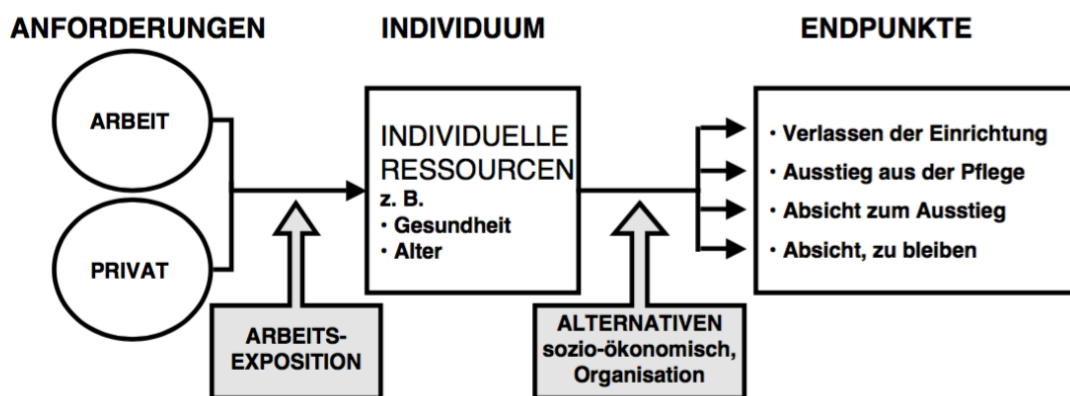 ANFORDERUNGEN
INDIVIDUUM
ENDPUNKTE
ARBEIT
PRIVAT
ARBEITS-
EXPOSITION
INDIVIDUELLE
RESSOURCEN
z. B.
· Gesundheit
· Alter
ALTERNATIVEN
sozio-ökonomisch,
Organisation
· Verlassen der Einrichtung
· Ausstieg aus der Pflege
· Absicht zum Ausstieg
· Absicht, zu bleiben